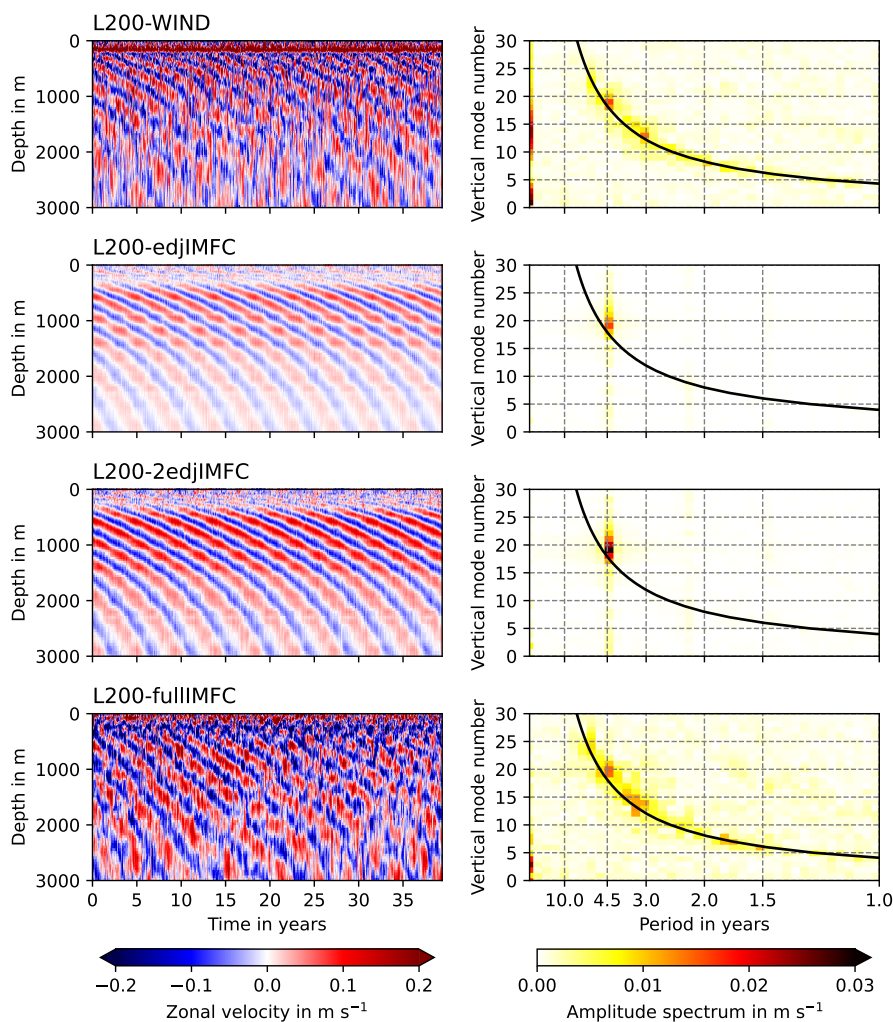 L200-WIND
Depth in m
0
1000
2000
3000
Vertical mode number
30
25
20
15
10
5
0
L200-edjIMFC
Depth in m
0
1000
2000
3000
Vertical mode number
30
25
20
15
10
5
0
L200-2edjIMFC
Depth in m
0
1000
2000
3000
Vertical mode number
30
25
20
15
10
5
0
L200-fullIMFC
Depth in m
0
1000
2000
3000
0 5 10 15 20 25 30 35
Time in years
Vertical mode number
30
25
20
15
10
5
0
10.0 4.5 3.0 2.0 1.5 1.0
Period in years
−0.2 −0.1 0.0 0.1 0.2
Zonal velocity in m s⁻¹
0.00 0.01 0.02 0.03
Amplitude spectrum in m s⁻¹